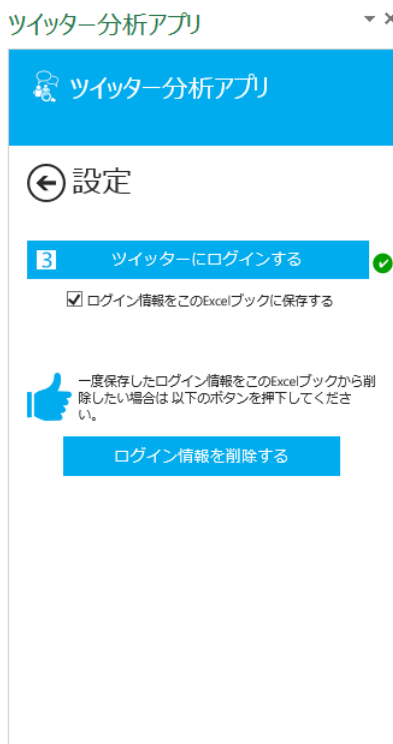 ツイッター分析アプリ
ツイッター分析アプリ
設定
3 ツイッターにログインする
ログイン情報をこのExcelブックに保存する
一度保存したログイン情報をこのExcelブックから削
除したい場合は 以下のボタンを押下してくださ
い。
ログイン情報を削除する